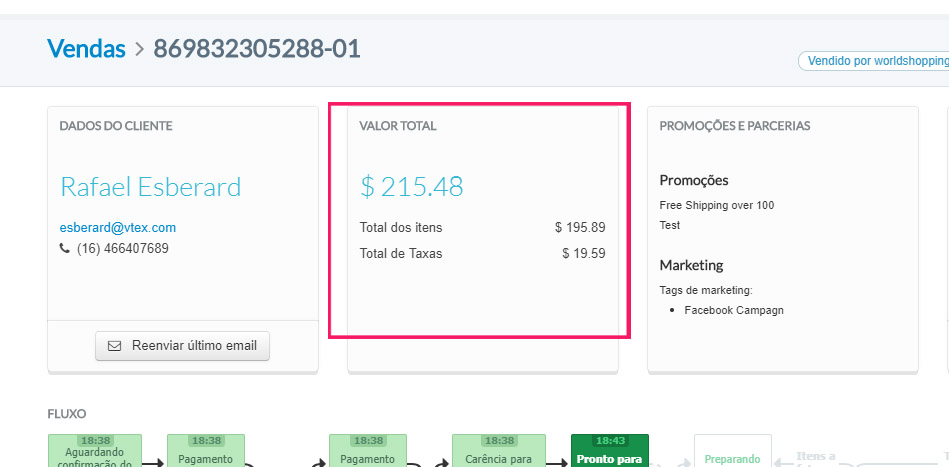 Vendas > 869832305288-01
Vendido por worldshopping
DADOS DO CLIENTE
Rafael Esberard
esberard@vtex.com
(16) 466407689
Reenviar último email
VALOR TOTAL
$ 215.48
Total dos itens $ 195.89
Total de Taxas $ 19.59
PROMOÇÕES E PARCERIAS
Promoções
Free Shipping over 100
Test
Marketing
Tags de marketing:
• Facebook Campagn
FLUXO
18:38
Aguardando
confirmação do
18:38
Pagamento
18:38
Pagamento
18:38
Carência para
18:43
Pronto para
Preparando
Itens a